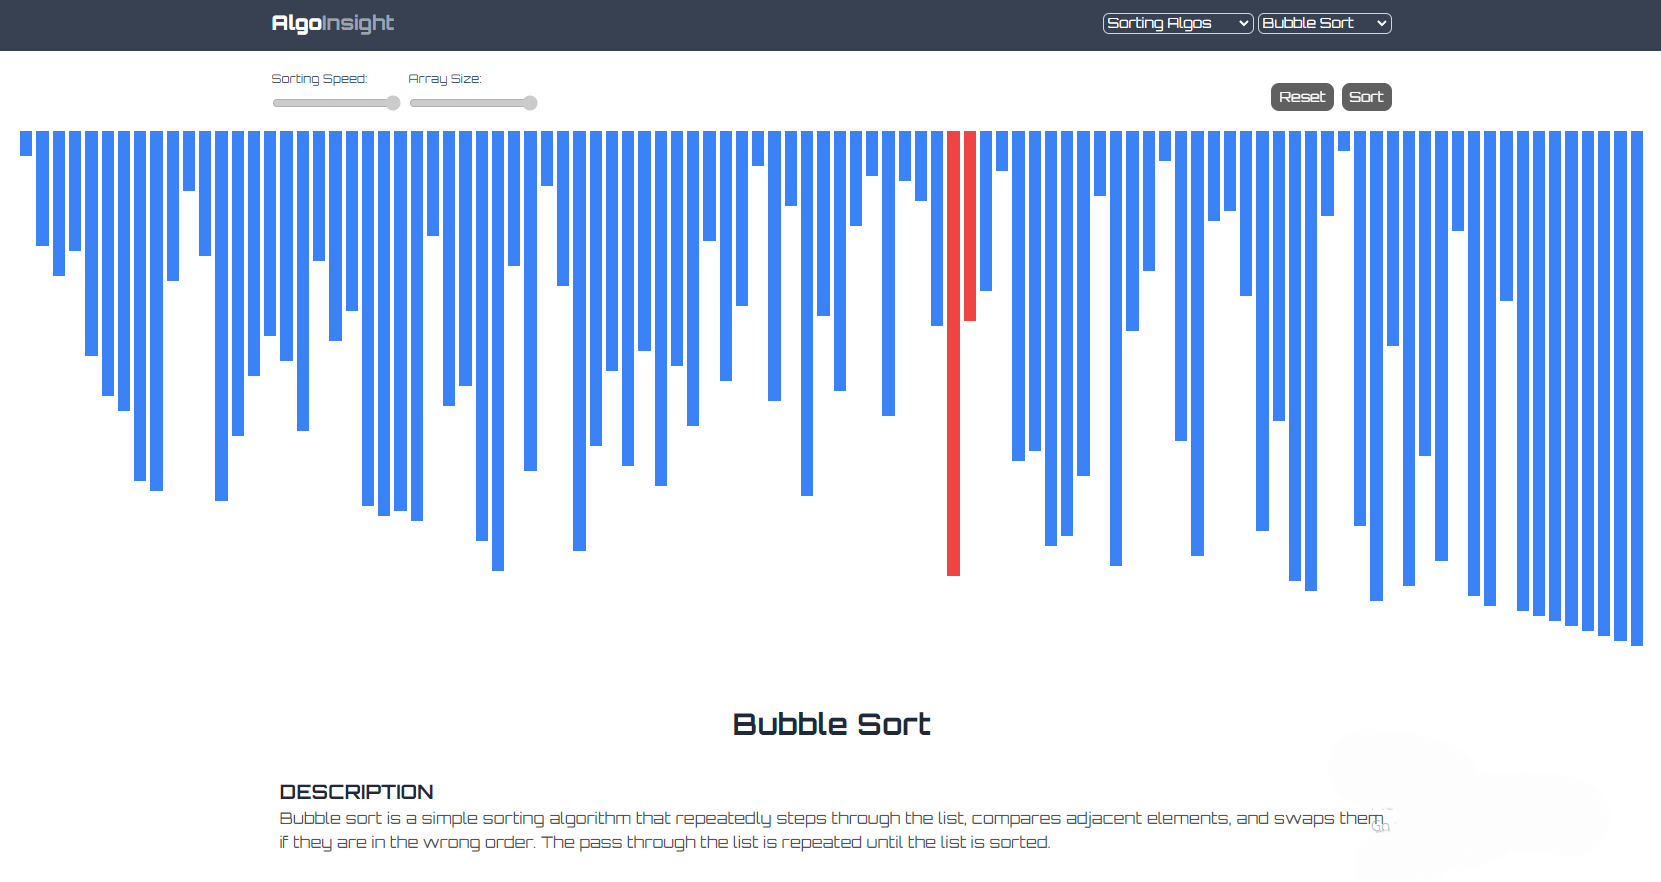 AlgoInsight
Sorting Algos Bubble Sort
Sorting Speed: Array Size:
Reset Sort
Bubble Sort
DESCRIPTION
Bubble sort is a simple sorting algorithm that repeatedly steps through the list, compares adjacent elements, and swaps them
if they are in the wrong order. The pass through the list is repeated until the list is sorted.